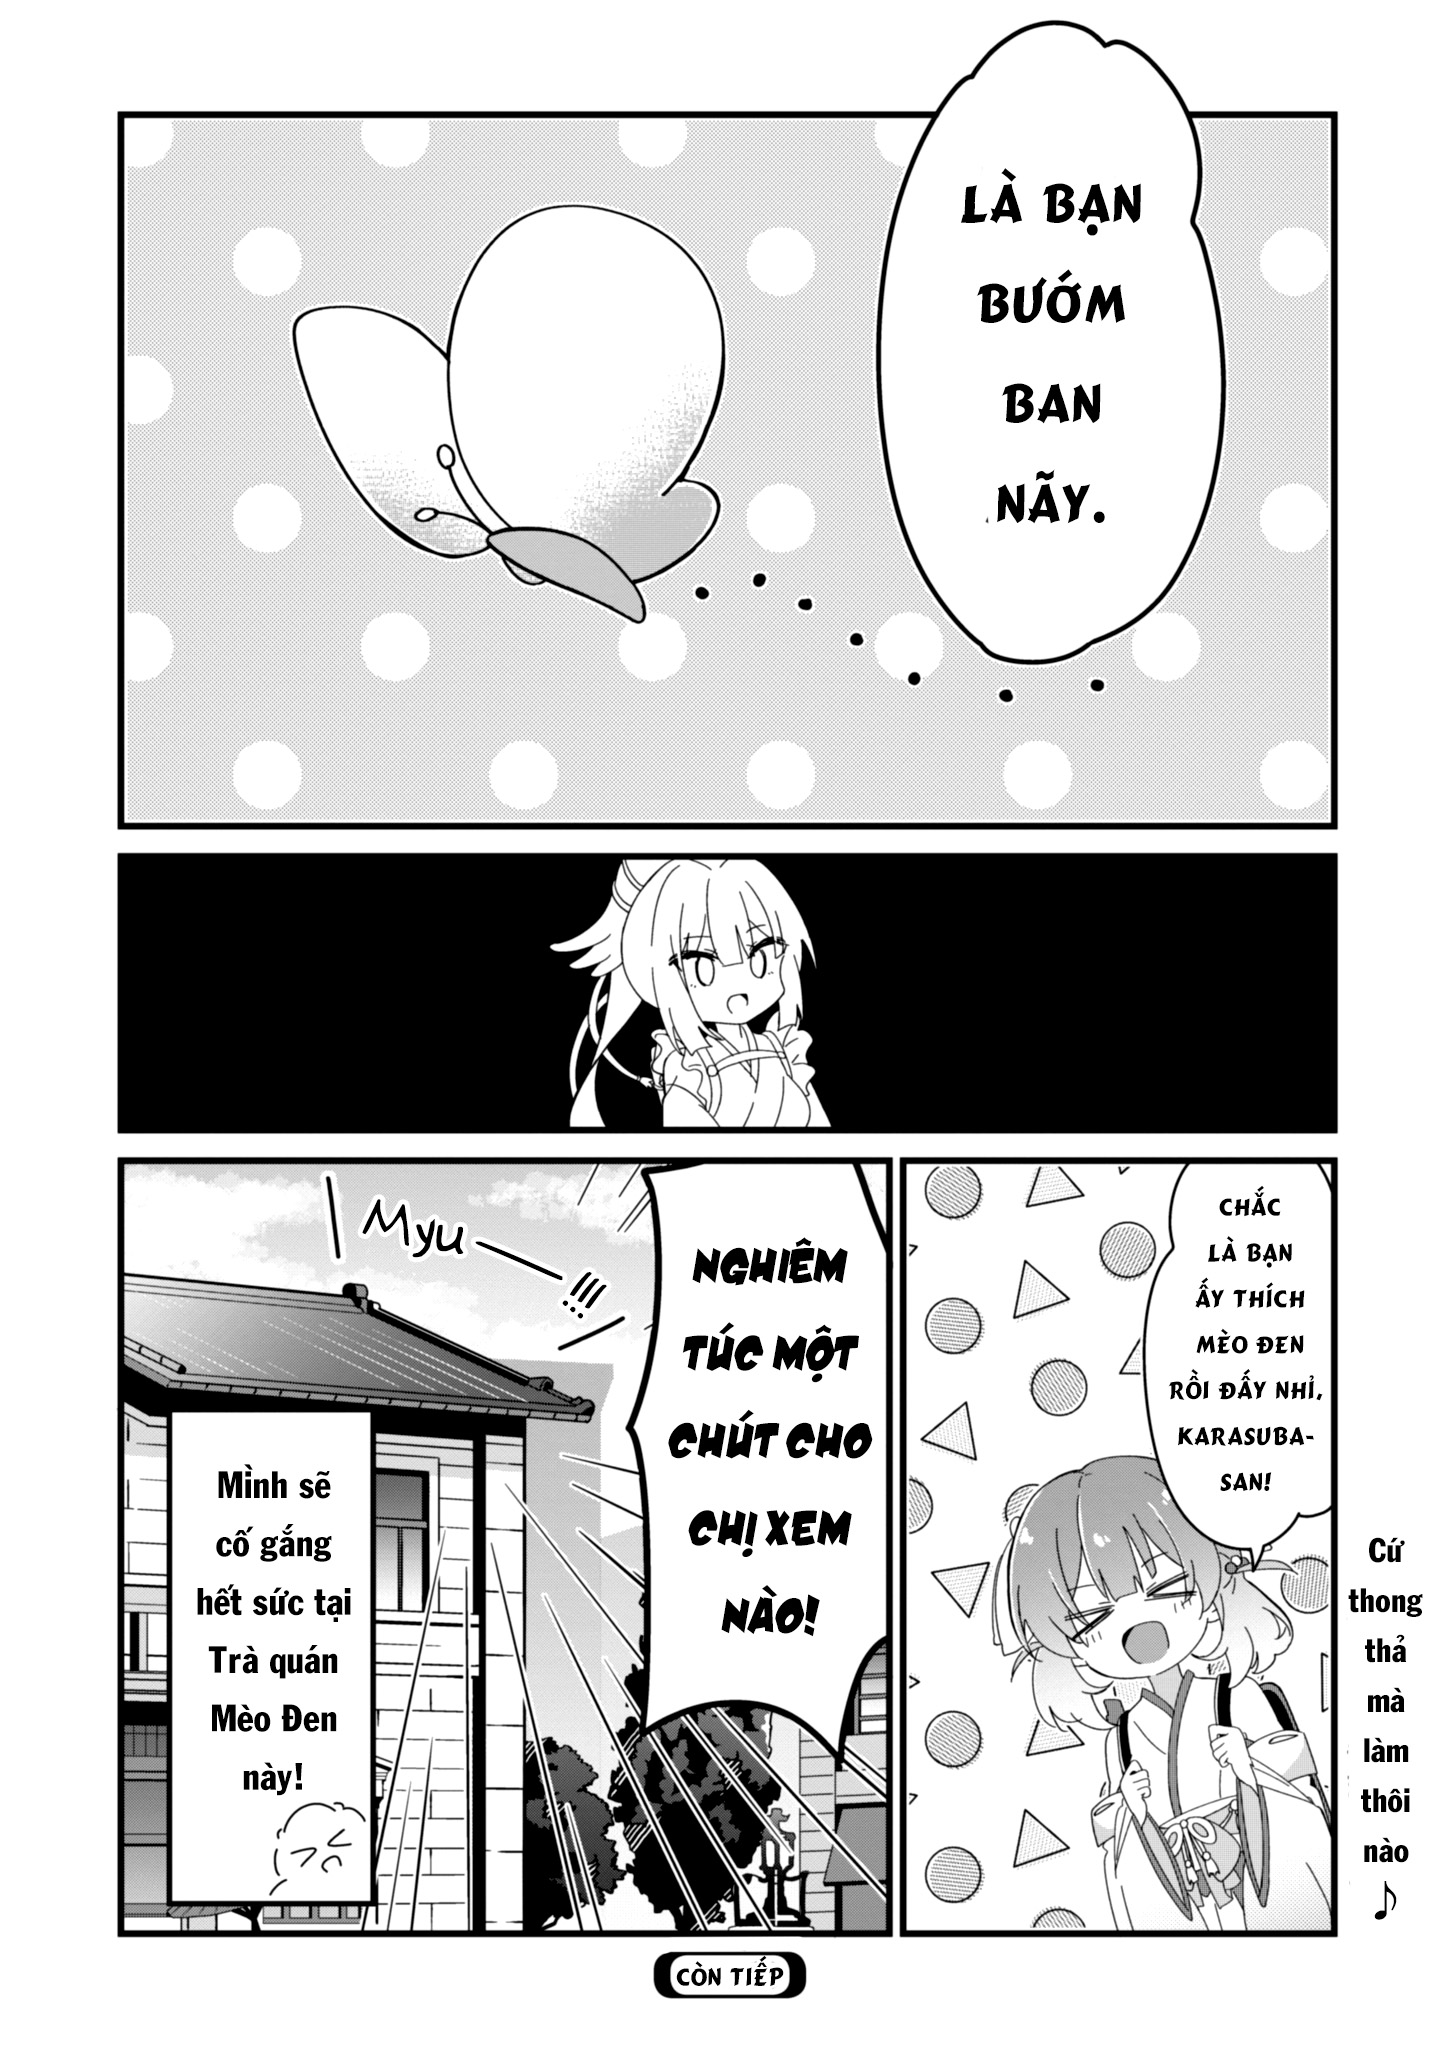 LÀ BẠN
BƯỚM
BAN
NÃY.
CHẮC
LÀ BẠN
ẤY THÍCH
MÈO ĐEN
RỒI ĐẤY NHỈ,
KARASUBA-
SAN!
Cứ
thong
thả
mà
làm
thôi
nào
♪
NGHIÊM
TÚC MỘT
CHÚT CHO
CHỊ XEM
NÀO!
Myu—!!!
Mình sẽ
cố gắng
hết sức tại
Trà quán
Mèo Đen
này!
CÒN TIẾP